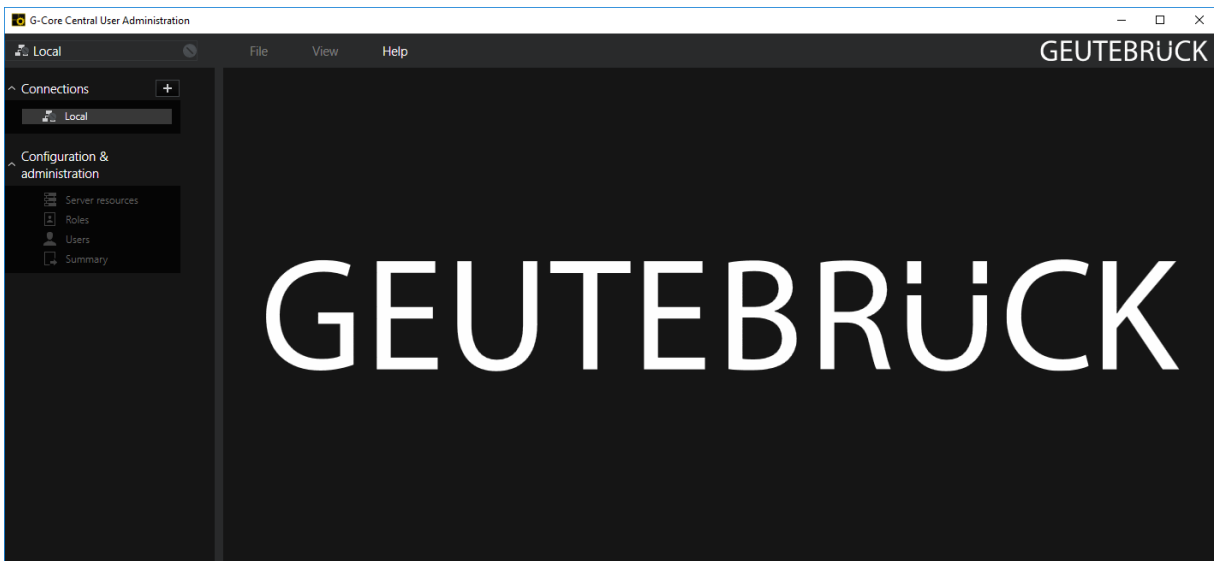 G-Core Central User Administration
Local
File View Help
GEUTEBRÜCK
Connections +
Local
Configuration &
administration
Server resources
Roles
Users
Summary
GEUTEBRÜCK